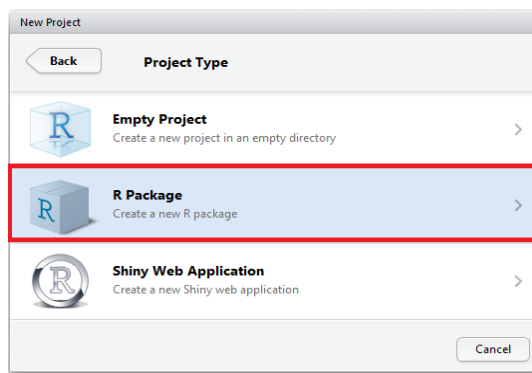 New Project
Back
Project Type
R
Empty Project
Create a new project in an empty directory
R
R Package
Create a new R package
R
Shiny Web Application
Create a new Shiny web application
Cancel